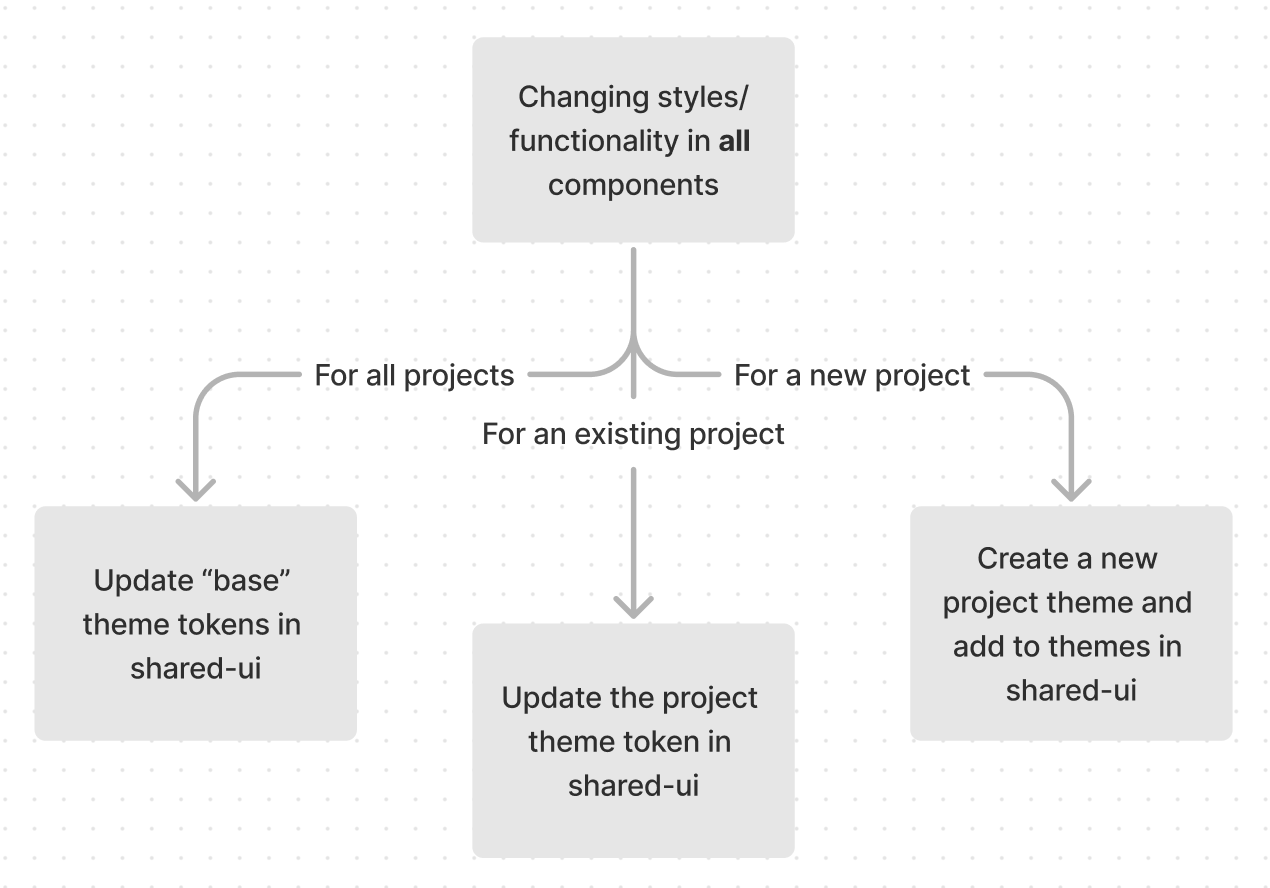 Changing styles/
functionality in all
components
For all projects
For a new project
For an existing project
Update “base”
theme tokens in
shared-ui
Update the project
theme token in
shared-ui
Create a new
project theme and
add to themes in
shared-ui